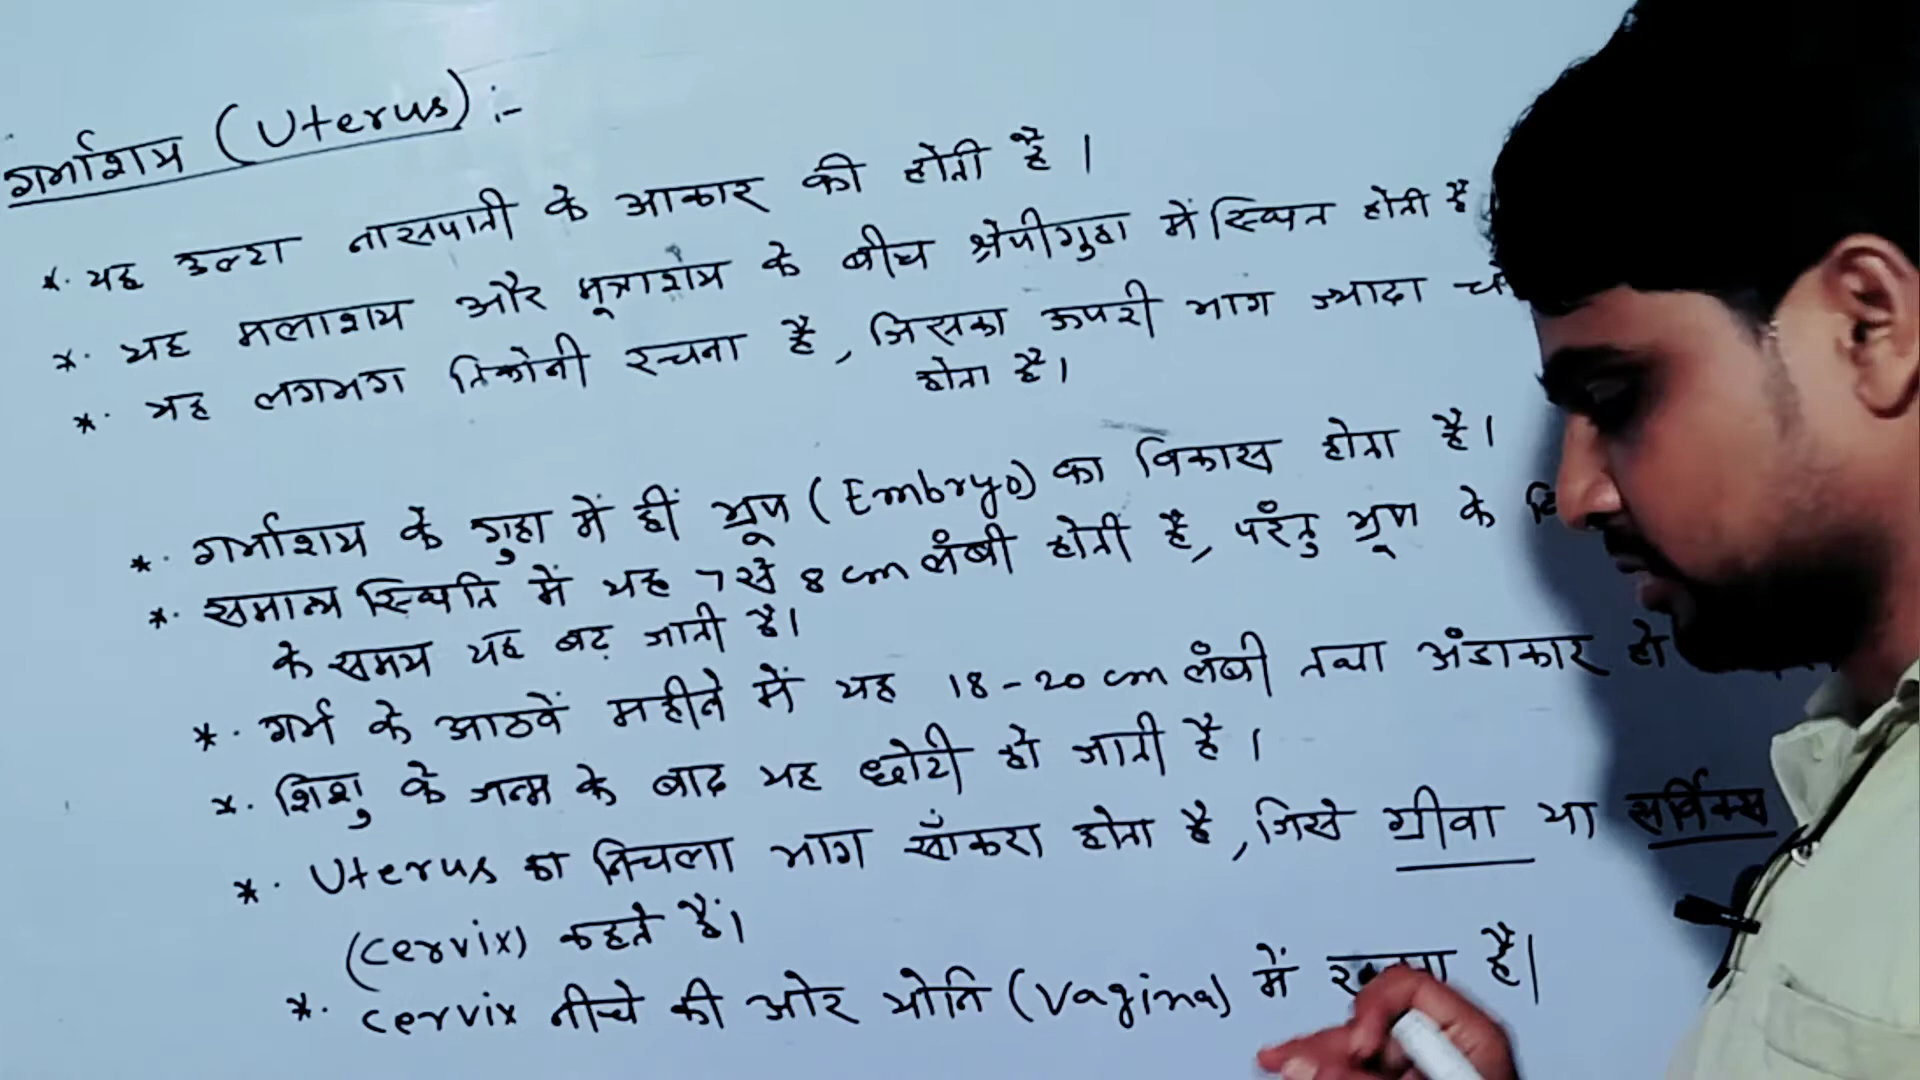 गर्भाशय (Uterus) :-
*. यह उल्टा नासपाती के आकार की होती है।
*. यह मलाशय और मूत्राशय के बीच श्रेणीगुहा में स्थित होती है
*. यह लगभग तिकोनी रचना है, जिसका ऊपरी भाग ज्यादा
होता है।
*. गर्भाशय के गुहा में हीं भ्रूण (Embryo) का विकास होता है।
*. समान्य स्थिति में यह 7 से 8 cm लंबी होती है, परंतु भ्रूण के
के समय यह बढ़ जाती है।
*. गर्भ के आठवें महीने में यह 18-20 cm लंबी तथा अंडाकार हो
*. शिशु के जन्म के बाद यह छोटी हो जाती है।
*. Uterus का निचला भाग साँकरा होता है, जिसे ग्रीवा या सर्विक्स
(cervix) कहते हैं।
*. cervix नीचे की ओर योनि (Vagina) में है।